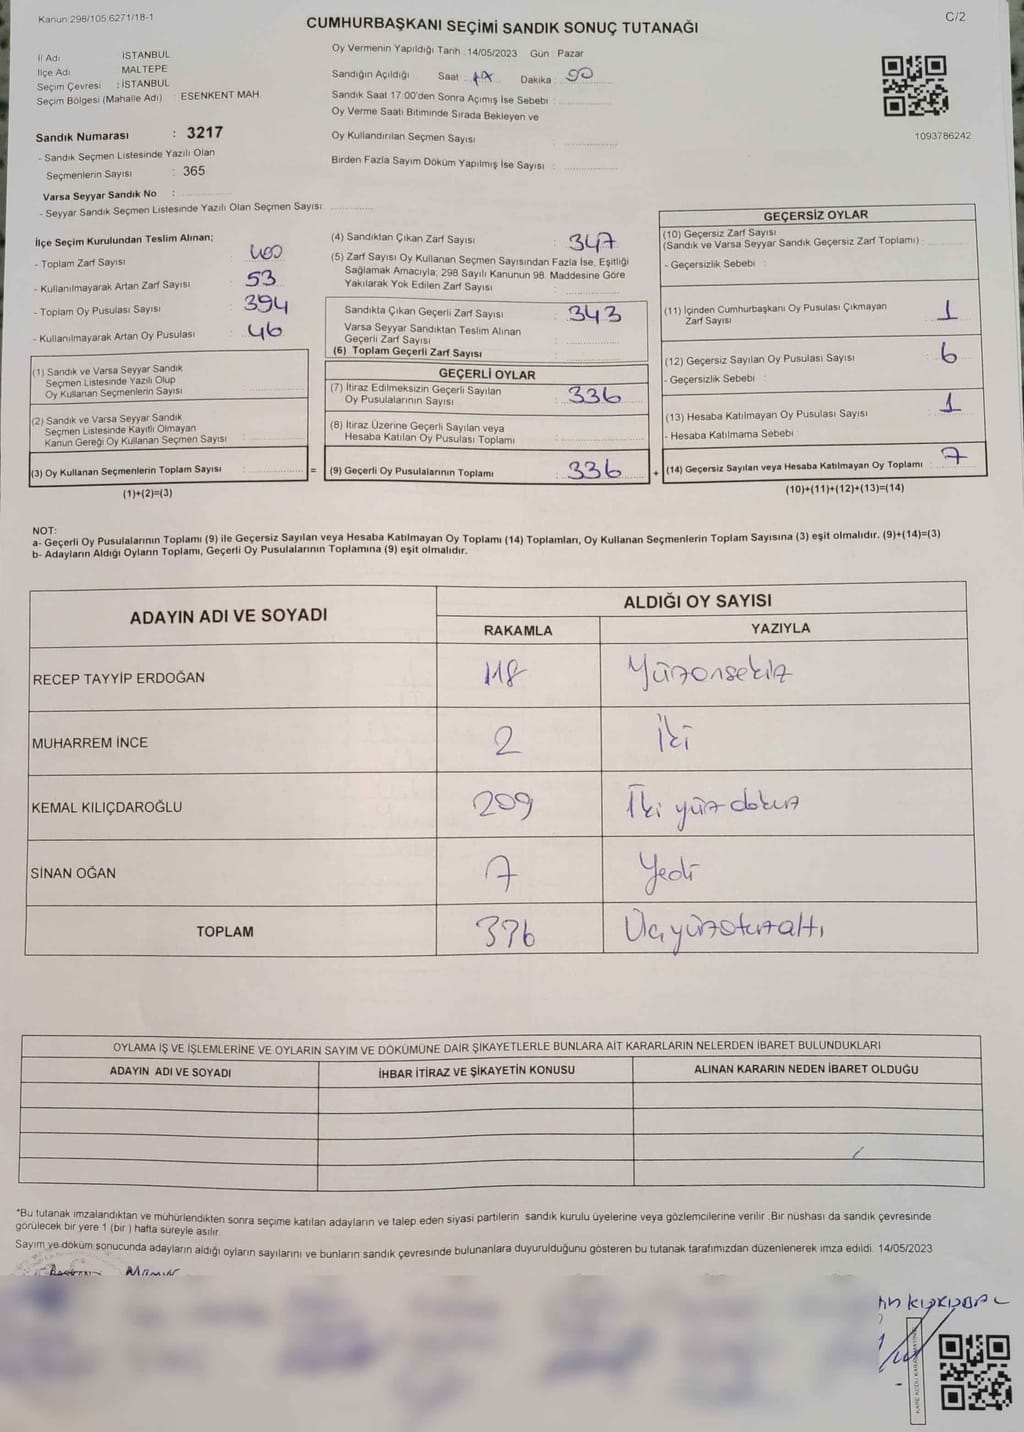 Kanun 298/105;6271/18-1
C/2
CUMHURBAŞKANI SEÇİMİ SANDIK SONUÇ TUTANAĞI
İl Adı İSTANBUL
İlçe Adı MALTEPE
Seçim Çevresi : İSTANBUL
Seçim Bölgesi (Mahalle Adı) : ESENKENT MAH.
Oy Vermenin Yapıldığı Tarih : 14/05/2023 Gün : Pazar
Sandığın Açıldığı Saat : 17 Dakika : 00
Sandık Saat 17:00'den Sonra Açımış İse Sebebi :
Oy Verme Saati Bitiminde Sırada Bekleyen ve
Oy Kullandırılan Seçmen Sayısı :
Birden Fazla Sayım Döküm Yapılmış İse Sayısı :
1093786242
Sandık Numarası : 3217
- Sandık Seçmen Listesinde Yazılı Olan
Seçmenlerin Sayısı : 365
Varsa Seyyar Sandık No :
- Seyyar Sandık Seçmen Listesinde Yazılı Olan Seçmen Sayısı:
İlçe Seçim Kurulundan Teslim Alınan;
- Toplam Zarf Sayısı : 400
- Kullanılmayarak Artan Zarf Sayısı : 53
- Toplam Oy Pusulası Sayısı : 394
- Kullanılmayarak Artan Oy Pusulası : 46
(1) Sandık ve Varsa Seyyar Sandık
Seçmen Listesinde Yazılı Olup
Oy Kullanan Seçmenlerin Sayısı :
(2) Sandık ve Varsa Seyyar Sandık
Seçmen Listesinde Kayıtlı Olmayan
Kanun Gereği Oy Kullanan Seçmen Sayısı :
(3) Oy Kullanan Seçmenlerin Toplam Sayısı : =
(1)+(2)=(3)
(4) Sandıktan Çıkan Zarf Sayısı : 347
(5) Zarf Sayısı Oy Kullanan Seçmen Sayısından Fazla İse, Eşitliği
Sağlamak Amacıyla; 298 Sayılı Kanunun 98. Maddesine Göre
Yakılarak Yok Edilen Zarf Sayısı :
Sandıkta Çıkan Geçerli Zarf Sayısı : 343
Varsa Seyyar Sandıktan Teslim Alınan
Geçerli Zarf Sayısı :
(6) Toplam Geçerli Zarf Sayısı :
GEÇERLİ OYLAR
(7) İtiraz Edilmeksizin Geçerli Sayılan
Oy Pusulalarının Sayısı : 336
(8) İtiraz Üzerine Geçerli Sayılan veya
Hesaba Katılan Oy Pusulası Toplamı :
(9) Geçerli Oy Pusulalarının Toplamı : 336 +
GEÇERSİZ OYLAR
(10) Geçersiz Zarf Sayısı
(Sandık ve Varsa Seyyar Sandık Geçersiz Zarf Toplamı) :
- Geçersizlik Sebebi :
(11) İçinden Cumhurbaşkanı Oy Pusulası Çıkmayan
Zarf Sayısı : 1
(12) Geçersiz Sayılan Oy Pusulası Sayısı : 6
- Geçersizlik Sebebi :
(13) Hesaba Katılmayan Oy Pusulası Sayısı : 1
- Hesaba Katılmama Sebebi
(14) Geçersiz Sayılan veya Hesaba Katılmayan Oy Toplamı : 7
(10)+(11)+(12)+(13)=(14)
NOT:
a- Geçerli Oy Pusulalarının Toplamı (9) ile Geçersiz Sayılan veya Hesaba Katılmayan Oy Toplamı (14) Toplamları, Oy Kullanan Seçmenlerin Toplam Sayısına (3) eşit olmalıdır. (9)+(14)=(3)
b- Adayların Aldığı Oyların Toplamı, Geçerli Oy Pusulalarının Toplamına (9) eşit olmalıdır.
ADAYIN ADI VE SOYADI
ALDIĞI OY SAYISI
RAKAMLA YAZIYLA
RECEP TAYYİP ERDOĞAN 118 Yüzonsekiz
MUHARREM İNCE 2 İki
KEMAL KILIÇDAROĞLU 209 İki yüz dokuz
SİNAN OĞAN 7 Yedi
TOPLAM 336 Üçyüzotuzaltı
OYLAMA İŞ VE İŞLEMLERİNE VE OYLARIN SAYIM VE DÖKÜMÜNE DAİR ŞİKAYETLERLE BUNLARA AİT KARARLARIN NELERDEN İBARET BULUNDUKLARI
ADAYIN ADI VE SOYADI İHBAR İTİRAZ VE ŞİKAYETİN KONUSU ALINAN KARARIN NEDEN İBARET OLDUĞU
*Bu tutanak imzalandıktan ve mühürlendikten sonra seçime katılan adayların ve talep eden siyasi partilerin sandık kurulu üyelerine veya gözlemcilerine verilir. Bir nüshası da sandık çevresinde
görülecek bir yere 1 (bir ) hafta süreyle asılır.
Sayım ve döküm sonucunda adayların aldığı oyların sayılarını ve bunların sandık çevresinde bulunanlara duyurulduğunu gösteren bu tutanak tarafımızdan düzenlenerek imza edildi. 14/05/2023